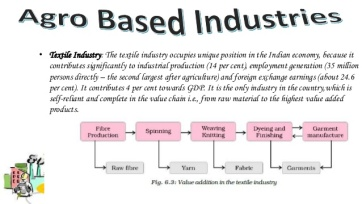 Agro Based Industries
• Textile Industry: The textile industry occupies unique position in the Indian economy, because it
contributes significantly to industrial production (14 per cent), employment generation (35 million
persons directly – the second largest after agriculture) and foreign exchange earnings (about 24.6
per cent). It contributes 4 per cent towards GDP. It is the only industry in the country, which is
self-reliant and complete in the value chain i.e., from raw material to the highest value added
products.
Fibre Production
Spinning
Weaving Knitting
Dyeing and Finishing
Garment manufacture
Raw fibre
Yarn
Fabric
Garments
Fig. 6.3: Value addition in the textile industry